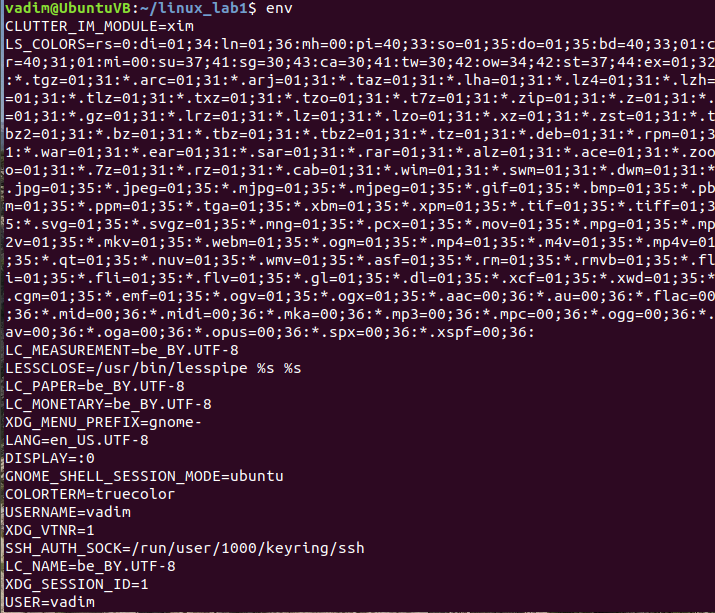 vadim@UbuntuVB:~/linux_lab1$ env
CLUTTER_IM_MODULE=xim
LS_COLORS=rs=0:di=01;34:ln=01;36:mh=00:pi=40;33:so=01;35:do=01;35:bd=40;33;01:c
r=40;31;01:mi=00:su=37;41:sg=30;43:ca=30;41:tw=30;42:ow=34;42:st=37;44:ex=01;32
:*.tgz=01;31:*.arc=01;31:*.arj=01;31:*.taz=01;31:*.lha=01;31:*.lz4=01;31:*.lzh=
=01;31:*.tlz=01;31:*.txz=01;31:*.tzo=01;31:*.t7z=01;31:*.zip=01;31:*.z=01;31:*.
=01;31:*.gz=01;31:*.lrz=01;31:*.lz=01;31:*.lzo=01;31:*.xz=01;31:*.zst=01;31:*.t
bz2=01;31:*.bz=01;31:*.tbz=01;31:*.tbz2=01;31:*.tz=01;31:*.deb=01;31:*.rpm=01;3
1:*.war=01;31:*.ear=01;31:*.sar=01;31:*.rar=01;31:*.alz=01;31:*.ace=01;31:*.zoo
o=01;31:*.7z=01;31:*.rz=01;31:*.cab=01;31:*.wim=01;31:*.swm=01;31:*.dwm=01;31:*
.jpg=01;35:*.jpeg=01;35:*.mjpg=01;35:*.mjpeg=01;35:*.gif=01;35:*.bmp=01;35:*.pb
m=01;35:*.ppm=01;35:*.tga=01;35:*.xbm=01;35:*.xpm=01;35:*.tif=01;35:*.tiff=01;3
5:*.svg=01;35:*.svgz=01;35:*.mng=01;35:*.pcx=01;35:*.mov=01;35:*.mpg=01;35:*.mp
2v=01;35:*.mkv=01;35:*.webm=01;35:*.ogm=01;35:*.mp4=01;35:*.m4v=01;35:*.mp4v=01
;35:*.qt=01;35:*.nuv=01;35:*.wmv=01;35:*.asf=01;35:*.rm=01;35:*.rmvb=01;35:*.fl
i=01;35:*.fli=01;35:*.flv=01;35:*.gl=01;35:*.dl=01;35:*.xcf=01;35:*.xwd=01;35:*
.cgm=01;35:*.emf=01;35:*.ogv=01;35:*.ogx=01;35:*.aac=00;36:*.au=00;36:*.flac=00
;36:*.mid=00;36:*.midi=00;36:*.mka=00;36:*.mp3=00;36:*.mpc=00;36:*.ogg=00;36:*.
av=00;36:*.oga=00;36:*.opus=00;36:*.spx=00;36:*.xspf=00;36:
LC_MEASUREMENT=be_BY.UTF-8
LESSCLOSE=/usr/bin/lesspipe %s %s
LC_PAPER=be_BY.UTF-8
LC_MONETARY=be_BY.UTF-8
XDG_MENU_PREFIX=gnome-
LANG=en_US.UTF-8
DISPLAY=:0
GNOME_SHELL_SESSION_MODE=ubuntu
COLORTERM=truecolor
USERNAME=vadim
XDG_VTNR=1
SSH_AUTH_SOCK=/run/user/1000/keyring/ssh
LC_NAME=be_BY.UTF-8
XDG_SESSION_ID=1
USER=vadim